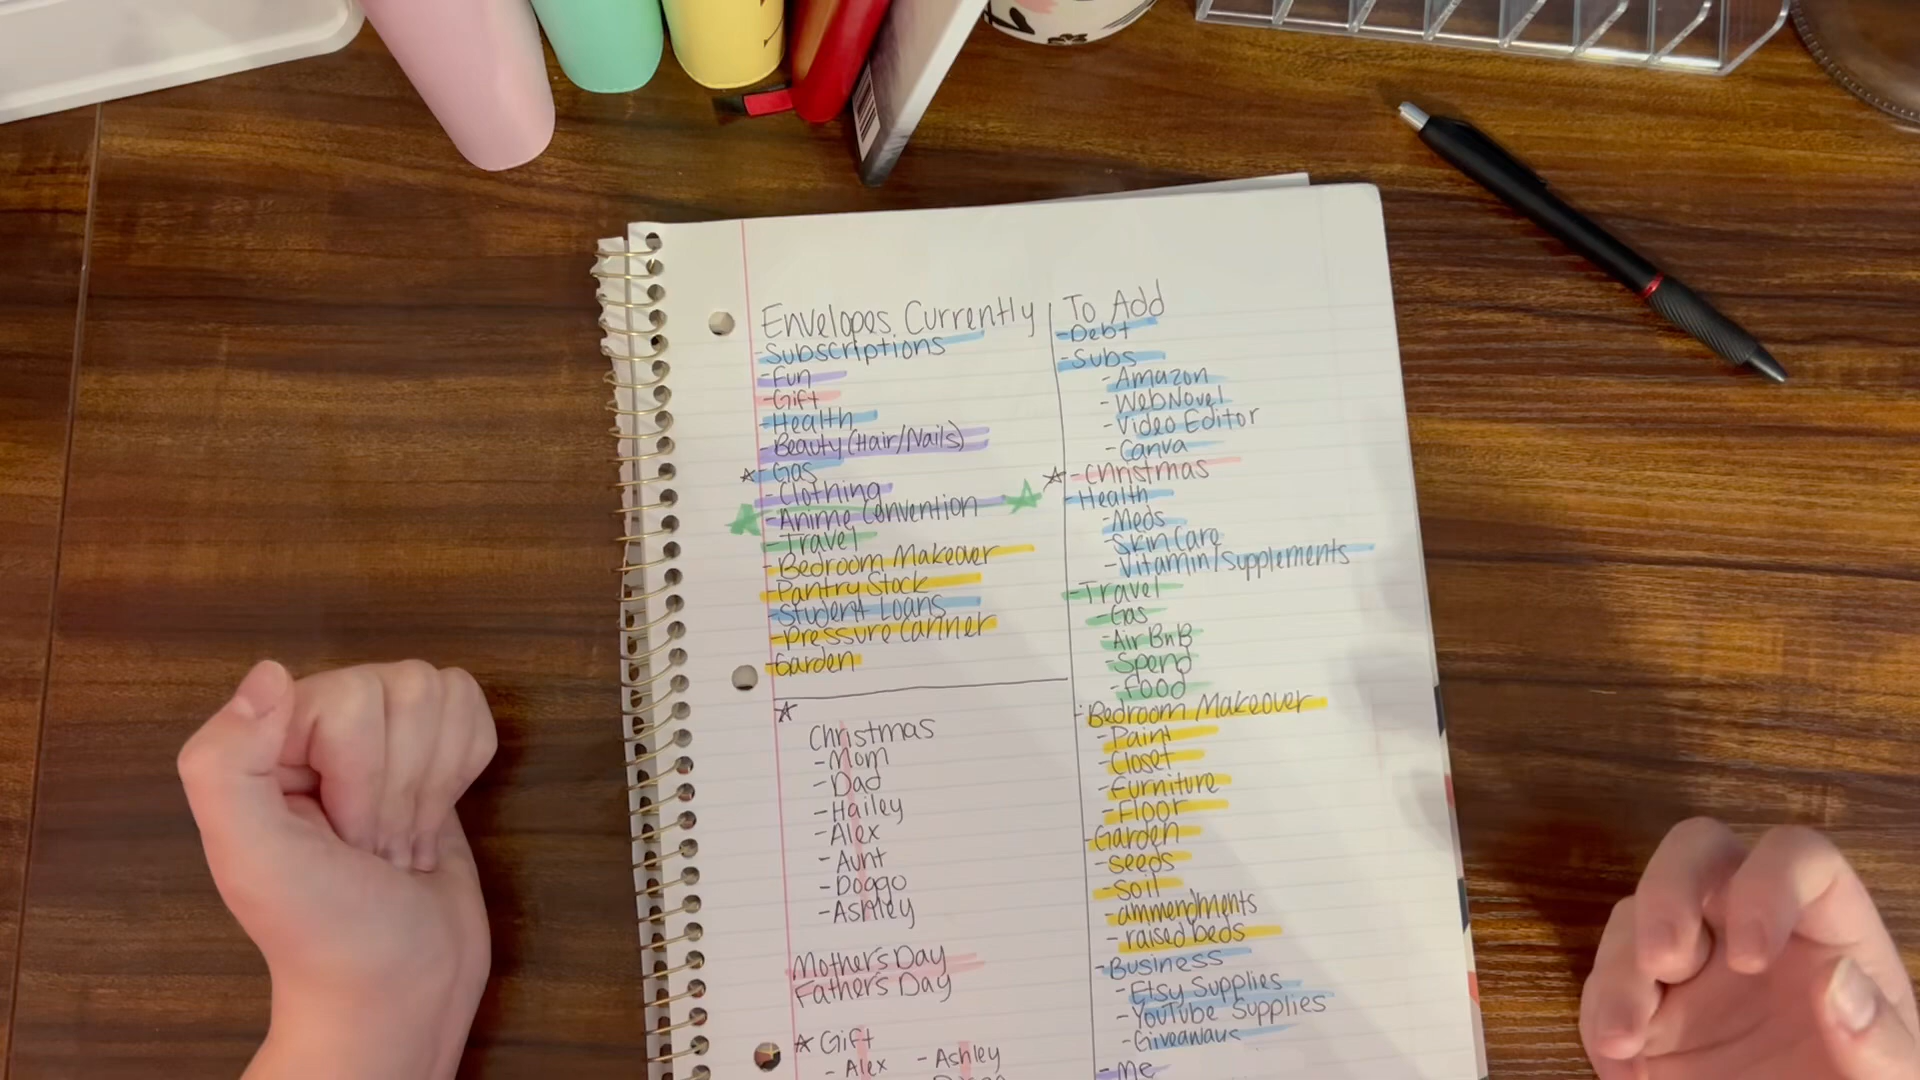 Envelopes Currently
-Subscriptions
-Fun
-Gift
-Health
-Beauty (Hair/Nails)
☆-Gas
-Clothing
-Anime Convention
-Travel
-Bedroom Makeover
-Pantry Stock
-Student Loans
-Pressure Canner
-Garden
☆
Christmas
-Mom
-Dad
-Hailey
-Alex
-Aunt
-Doggo
-Ashley
Mother's Day
Father's Day
☆ Gift
-Alex
-Ashley
To Add
-Debt
-Subs
-Amazon
-WebNovel
-Video Editor
-Canva
☆-Christmas
-Health
-Meds
-Skin Care
-Vitamin/Supplements
-Travel
-Gas
-Air BnB
-Spend
-Food
-Bedroom Makeover
-Paint
-Closet
-Furniture
-Floor
-Garden
-seeds
-Soil
-ammendments
-raised beds
-Business
-Etsy Supplies
-YouTube Supplies
-Giveaways
-Me